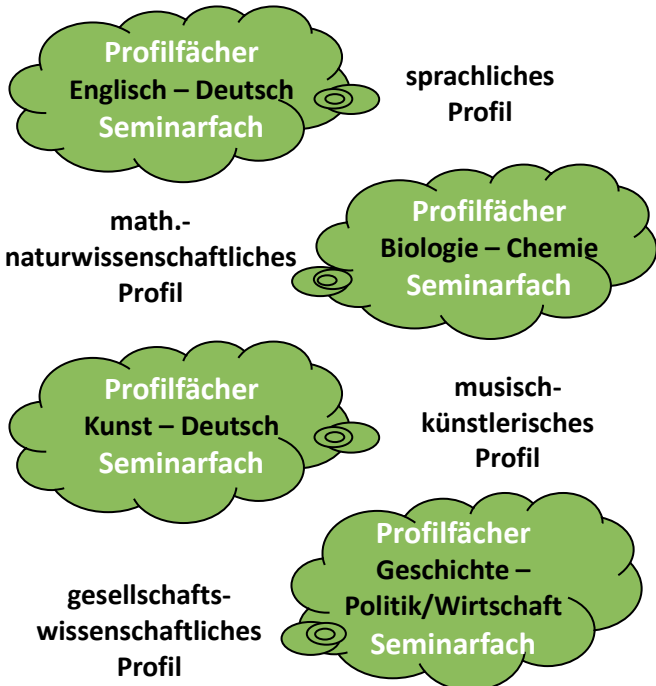 Profilfächer
Englisch – Deutsch
Seminarfach
sprachliches
Profil
math.-
naturwissenschaftliches
Profil
Profilfächer
Biologie – Chemie
Seminarfach
Profilfächer
Kunst – Deutsch
Seminarfach
musisch-
künstlerisches
Profil
gesellschafts-
wissenschaftliches
Profil
Profilfächer
Geschichte –
Politik/Wirtschaft
Seminarfach